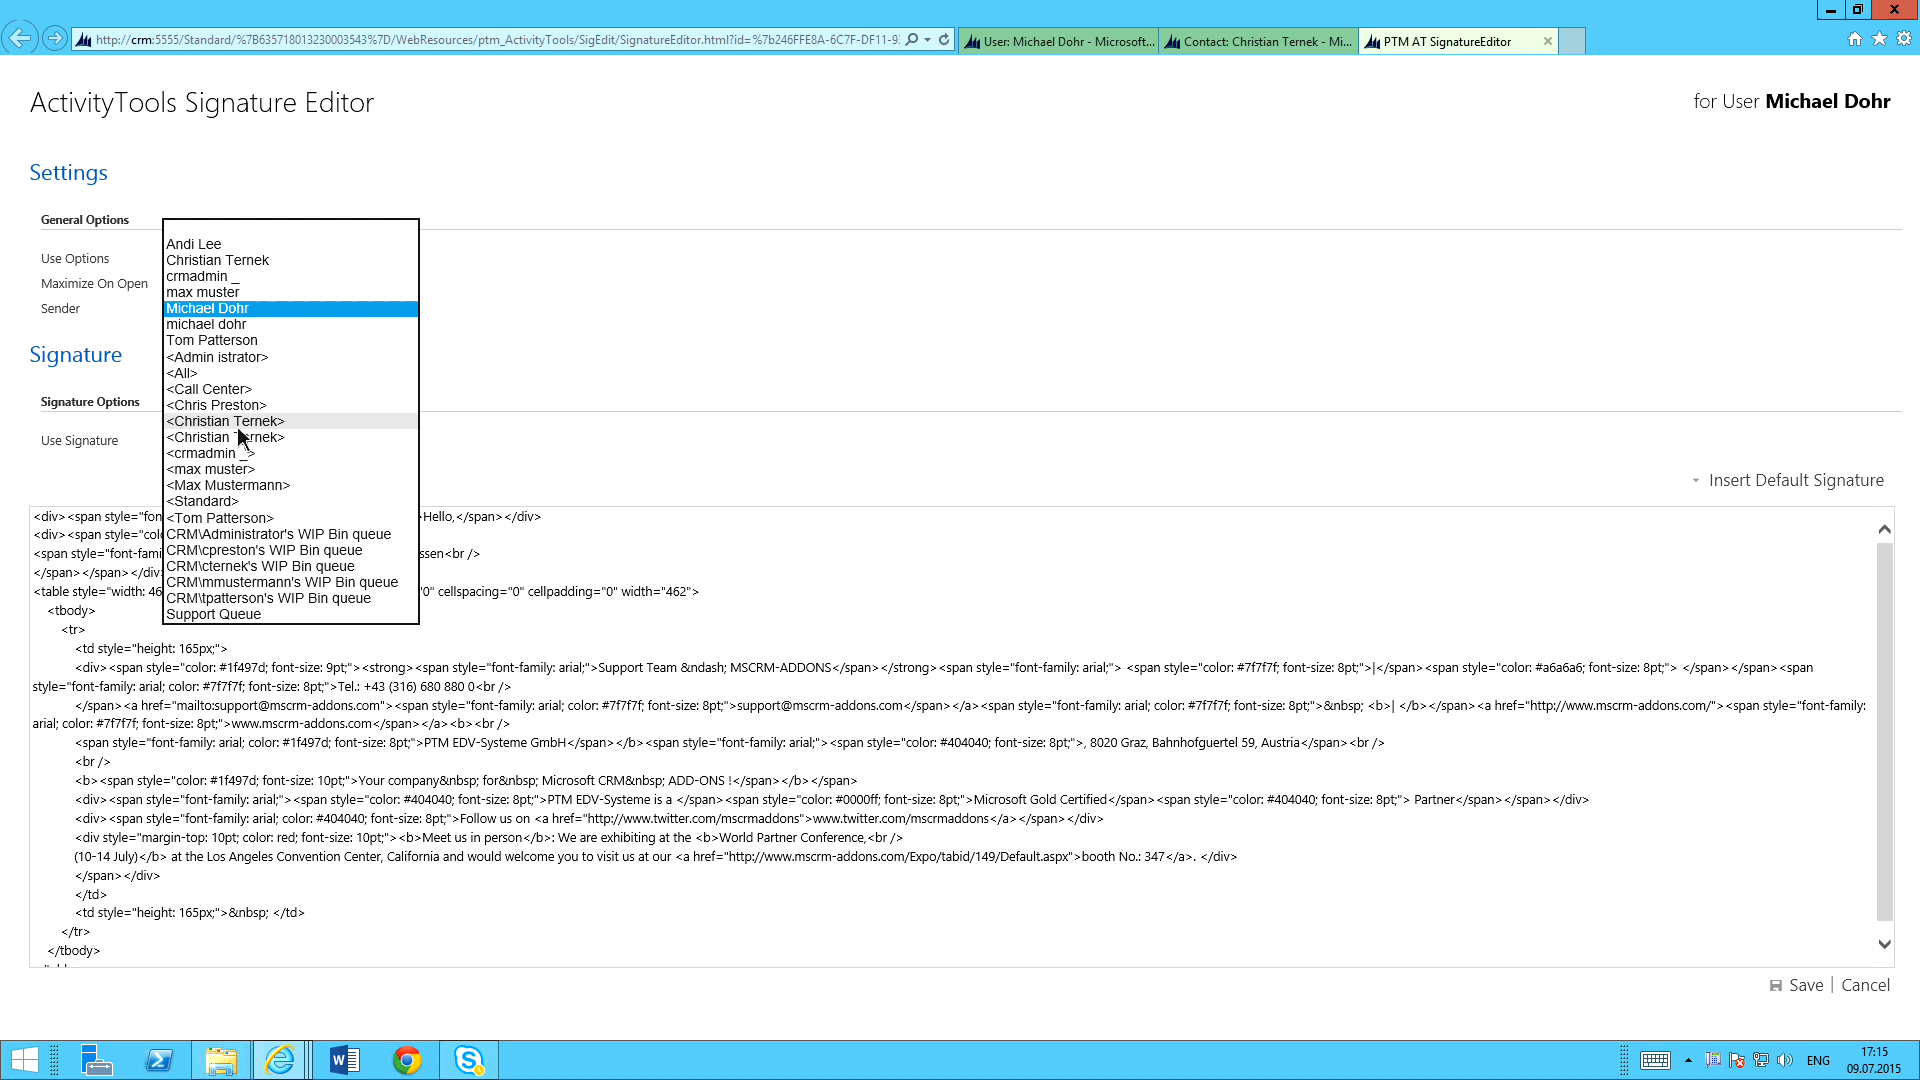 http://crm:5555/Standard/%7B635718013230003543%7D/WebResources/ptm_ActivityTools/SigEdit/SignatureEditor.html?id=%7b246FFE8A-6C7F-DF11-9:
User: Michael Dohr - Microsoft...
Contact: Christian Ternek - Mi...
PTM AT SignatureEditor
ActivityTools Signature Editor
for User Michael Dohr
Settings
General Options
Use Options
Maximize On Open
Sender
Andi Lee
Christian Ternek
crmadmin _
max muster
Michael Dohr
michael dohr
Tom Patterson
<Admin istrator>
<All>
<Call Center>
<Chris Preston>
<Christian Ternek>
<Christian Ternek>
<crmadmin _>
<max muster>
<Max Mustermann>
<Standard>
<Tom Patterson>
CRM\Administrator's WIP Bin queue
CRM\cpreston's WIP Bin queue
CRM\cternek's WIP Bin queue
CRM\mmustermann's WIP Bin queue
CRM\tpatterson's WIP Bin queue
Support Queue
Signature
Signature Options
Use Signature
Insert Default Signature
<div><span style="fon >Hello,</span></div>
<div><span style="col
<span style="font-fami ssen<br />
</span></span></div>
<table style="width: 46 "0" cellspacing="0" cellpadding="0" width="462">
<tbody>
<tr>
<td style="height: 165px;">
<div><span style="color: #1f497d; font-size: 9pt;"><strong><span style="font-family: arial;">Support Team &ndash; MSCRM-ADDONS</span></strong><span style="font-family: arial;"> <span style="color: #7f7f7f; font-size: 8pt;">|</span><span style="color: #a6a6a6; font-size: 8pt;"> </span></span><span
style="font-family: arial; color: #7f7f7f; font-size: 8pt;">Tel.: +43 (316) 680 880 0<br />
</span><a href="mailto:support@mscrm-addons.com"><span style="font-family: arial; color: #7f7f7f; font-size: 8pt;">support@mscrm-addons.com</span></a><span style="font-family: arial; color: #7f7f7f; font-size: 8pt;">&nbsp; <b>| </b></span><a href="http://www.mscrm-addons.com/"><span style="font-family:
arial; color: #7f7f7f; font-size: 8pt;">www.mscrm-addons.com</span></a><b><br />
<span style="font-family: arial; color: #1f497d; font-size: 8pt;">PTM EDV-Systeme GmbH</span></b><span style="font-family: arial;"><span style="color: #404040; font-size: 8pt;">, 8020 Graz, Bahnhofguertel 59, Austria</span><br />
<br />
<b><span style="color: #1f497d; font-size: 10pt;">Your company&nbsp; for&nbsp; Microsoft CRM&nbsp; ADD-ONS !</span></b></span>
<div><span style="font-family: arial;"><span style="color: #404040; font-size: 8pt;">PTM EDV-Systeme is a </span><span style="color: #0000ff; font-size: 8pt;">Microsoft Gold Certified</span><span style="color: #404040; font-size: 8pt;"> Partner</span></span></div>
<div><span style="font-family: arial; color: #404040; font-size: 8pt;">Follow us on <a href="http://www.twitter.com/mscrmaddons">www.twitter.com/mscrmaddons</a></span></div>
<div style="margin-top: 10pt; color: red; font-size: 10pt;"><b>Meet us in person</b>: We are exhibiting at the <b>World Partner Conference,<br />
(10-14 July)</b> at the Los Angeles Convention Center, California and would welcome you to visit us at our <a href="http://www.mscrm-addons.com/Expo/tabid/149/Default.aspx">booth No.: 347</a>. </div>
</span></div>
</td>
<td style="height: 165px;">&nbsp; </td>
</tr>
</tbody>
Save | Cancel
ENG
17:15
09.07.2015